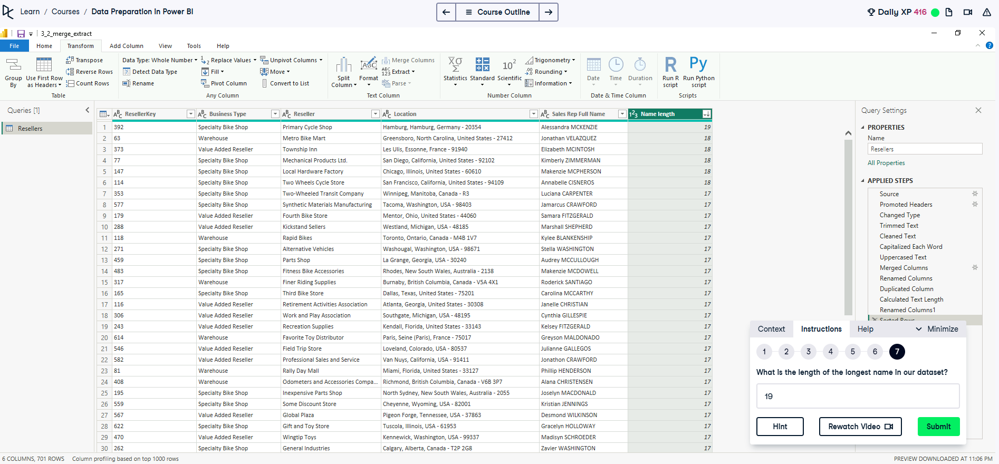 Learn / Courses / Data Preparation in Power BI
Course Outline
Daily XP 416
3_2_merge_extract
File Home Transform Add Column View Tools Help
Group By
Use First Row as Headers
Transpose
Reverse Rows
Count Rows
Table
Data Type: Whole Number
Detect Data Type
Rename
Replace Values
Fill
Pivot Column
Unpivot Columns
Move
Convert to List
Any Column
Split Column
Format
Merge Columns
Extract
Parse
Text Column
Statistics
Standard
Scientific
Trigonometry
Rounding
Information
Number Column
Date
Time
Duration
Date & Time Column
Run R script
Run Python script
Scripts
Queries [1]
Resellers
ResellerKey Business Type Reseller Location Sales Rep Full Name Name length
1 392 Specialty Bike Shop Primary Cycle Shop Hamburg, Hamburg, Germany - 20354 Alessandra MCKENZIE 19
2 63 Warehouse Metro Bike Mart Greensboro, North Carolina, United States - 27412 Jonathan VELAZQUEZ 18
3 373 Value Added Reseller Township Inn Les Ulis, Essonne, France - 91940 Elizabeth MCINTOSH 18
4 77 Specialty Bike Shop Mechanical Products Ltd. San Diego, California, United States - 92102 Kimberly ZIMMERMAN 18
5 147 Specialty Bike Shop Local Hardware Factory Chicago, Illinois, United States - 60610 Makenzie MCPHERSON 18
6 114 Specialty Bike Shop Two Wheels Cycle Store San Francisco, California, United States - 94109 Annabelle CISNEROS 18
7 353 Specialty Bike Shop Two-Wheeled Transit Company Winnipeg, Manitoba, Canada - R3 Luciana CARPENTER 17
8 577 Specialty Bike Shop Synthetic Materials Manufacturing Tacoma, Washington, USA - 98403 Jamarcus CRAWFORD 17
9 179 Value Added Reseller Fourth Bike Store Mentor, Ohio, United States - 44060 Samara FITZGERALD 17
10 288 Value Added Reseller Kickstand Sellers Westland, Michigan, USA - 48185 Marshall SHEPHERD 17
11 118 Warehouse Rapid Bikes Toronto, Ontario, Canada - M4B 1V7 Kylee BLANKENSHIP 17
12 271 Specialty Bike Shop Alternative Vehicles Washougal, Washington, USA - 98671 Stella WASHINGTON 17
13 459 Specialty Bike Shop Parts Shop La Grange, Georgia, USA - 30240 Audrey MCCULLOUGH 17
14 483 Specialty Bike Shop Fitness Bike Accessories Rhodes, New South Wales, Australia - 2138 Makenzie MCDOWELL 17
15 317 Warehouse Finer Riding Supplies Burnaby, British Columbia, Canada - V5A 4X1 Roderick SANTIAGO 17
16 165 Specialty Bike Shop Third Bike Store Dallas, Texas, United States - 75201 Carolina MCCARTHY 17
17 116 Value Added Reseller Retirement Activities Association Atlanta, Georgia, United States - 30308 Janelle CHRISTIAN 17
18 306 Value Added Reseller Work and Play Association Southgate, Michigan, USA - 48195 Cynthia GILLESPIE 17
19 243 Value Added Reseller Recreation Supplies Kendall, Florida, United States - 33143 Kelsey FITZGERALD 17
20 614 Warehouse Favorite Toy Distributor Paris, Seine (Paris), France - 75017 Greyson MALDONADO 17
21 546 Value Added Reseller Field Trip Store Loveland, Colorado, USA - 80537 Julianne GALLEGOS 17
22 582 Value Added Reseller Professional Sales and Service Van Nuys, California, USA - 91411 Jonathon CRAWFORD 17
23 81 Warehouse Rally Day Mall Miami, Florida, United States - 33127 Phillip HENDERSON 17
24 408 Warehouse Odometers and Accessories Compa... Richmond, British Columbia, Canada - V6B 3P7 Alana CHRISTENSEN 17
25 195 Specialty Bike Shop Inexpensive Parts Shop North Sydney, New South Wales, Australia - 2055 Joselyn MACDONALD 17
26 559 Specialty Bike Shop Some Discount Store Cheyenne, Wyoming, USA - 82001 Kristian JENNINGS 17
27 567 Value Added Reseller Global Plaza Pigeon Forge, Tennessee, USA - 37863 Desmond WILKINSON 17
28 622 Specialty Bike Shop Gift and Toy Store Tuscola, Illinois, USA - 61953 Gracelyn HOLLOWAY 17
29 470 Value Added Reseller Wingtip Toys Kennewick, Washington, USA - 99337 Madisyn SCHROEDER 17
30 262 Specialty Bike Shop General Industries Calgary, Alberta, Canada - T2P 2G8 Zavier WASHINGTON 17
Query Settings
PROPERTIES
Name
Resellers
All Properties
APPLIED STEPS
Source
Promoted Headers
Changed Type
Trimmed Text
Cleaned Text
Capitalized Each Word
Uppercased Text
Merged Columns
Renamed Columns
Duplicated Column
Calculated Text Length
Renamed Columns1
Sorted Rows
Context Instructions Help Minimize
1 2 3 4 5 6 7
What is the length of the longest name in our dataset?
19
Hint Rewatch Video Submit
6 COLUMNS, 701 ROWS Column profiling based on top 1000 rows
PREVIEW DOWNLOADED AT 11:06 PM